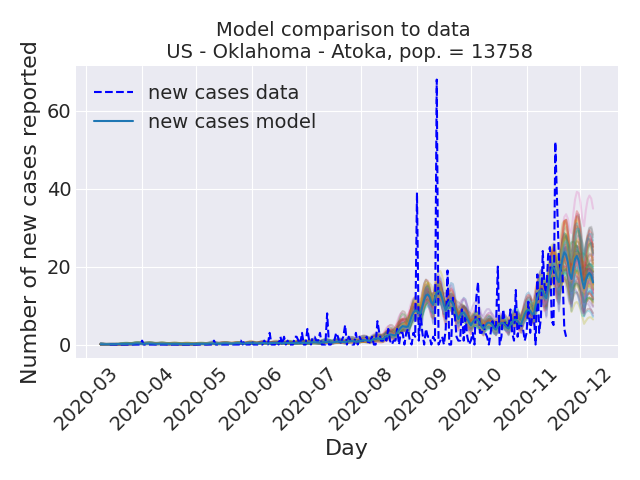 Model comparison to data
US - Oklahoma - Atoka, pop. = 13758
new cases data
new cases model
Number of new cases reported
60
40
20
0
2020-03
2020-04
2020-05
2020-06
2020-07
2020-08
2020-09
2020-10
2020-11
2020-12
Day